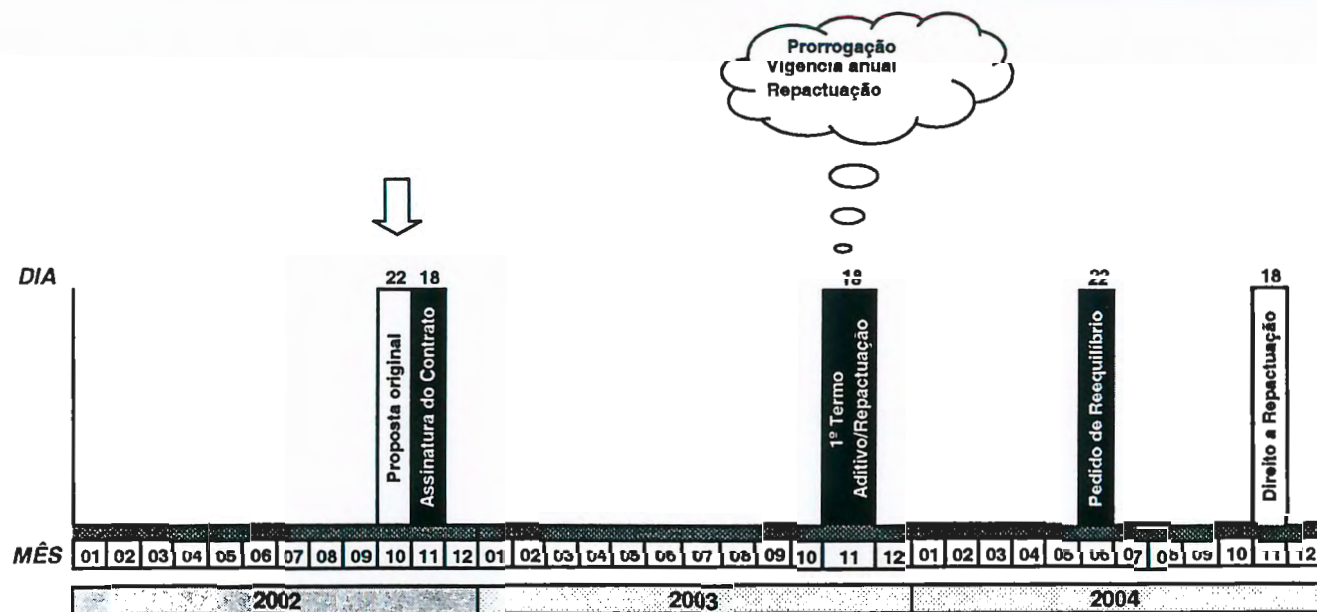 Prorrogação
Vigencia anual
Repactuação
DIA
22 18 18 22 18
Proposta original
Assinatura do Contrato
1º Termo
Aditivo/Repactuação
Pedido de Reequilíbrio
Direito a Repactuação
MÊS 01 02 03 04 05 06 07 08 09 10 11 12 01 02 03 04 05 06 07 08 09 10 11 12 01 02 03 04 05 06 07 0 8 09 10 11 12
2002 2003 2004